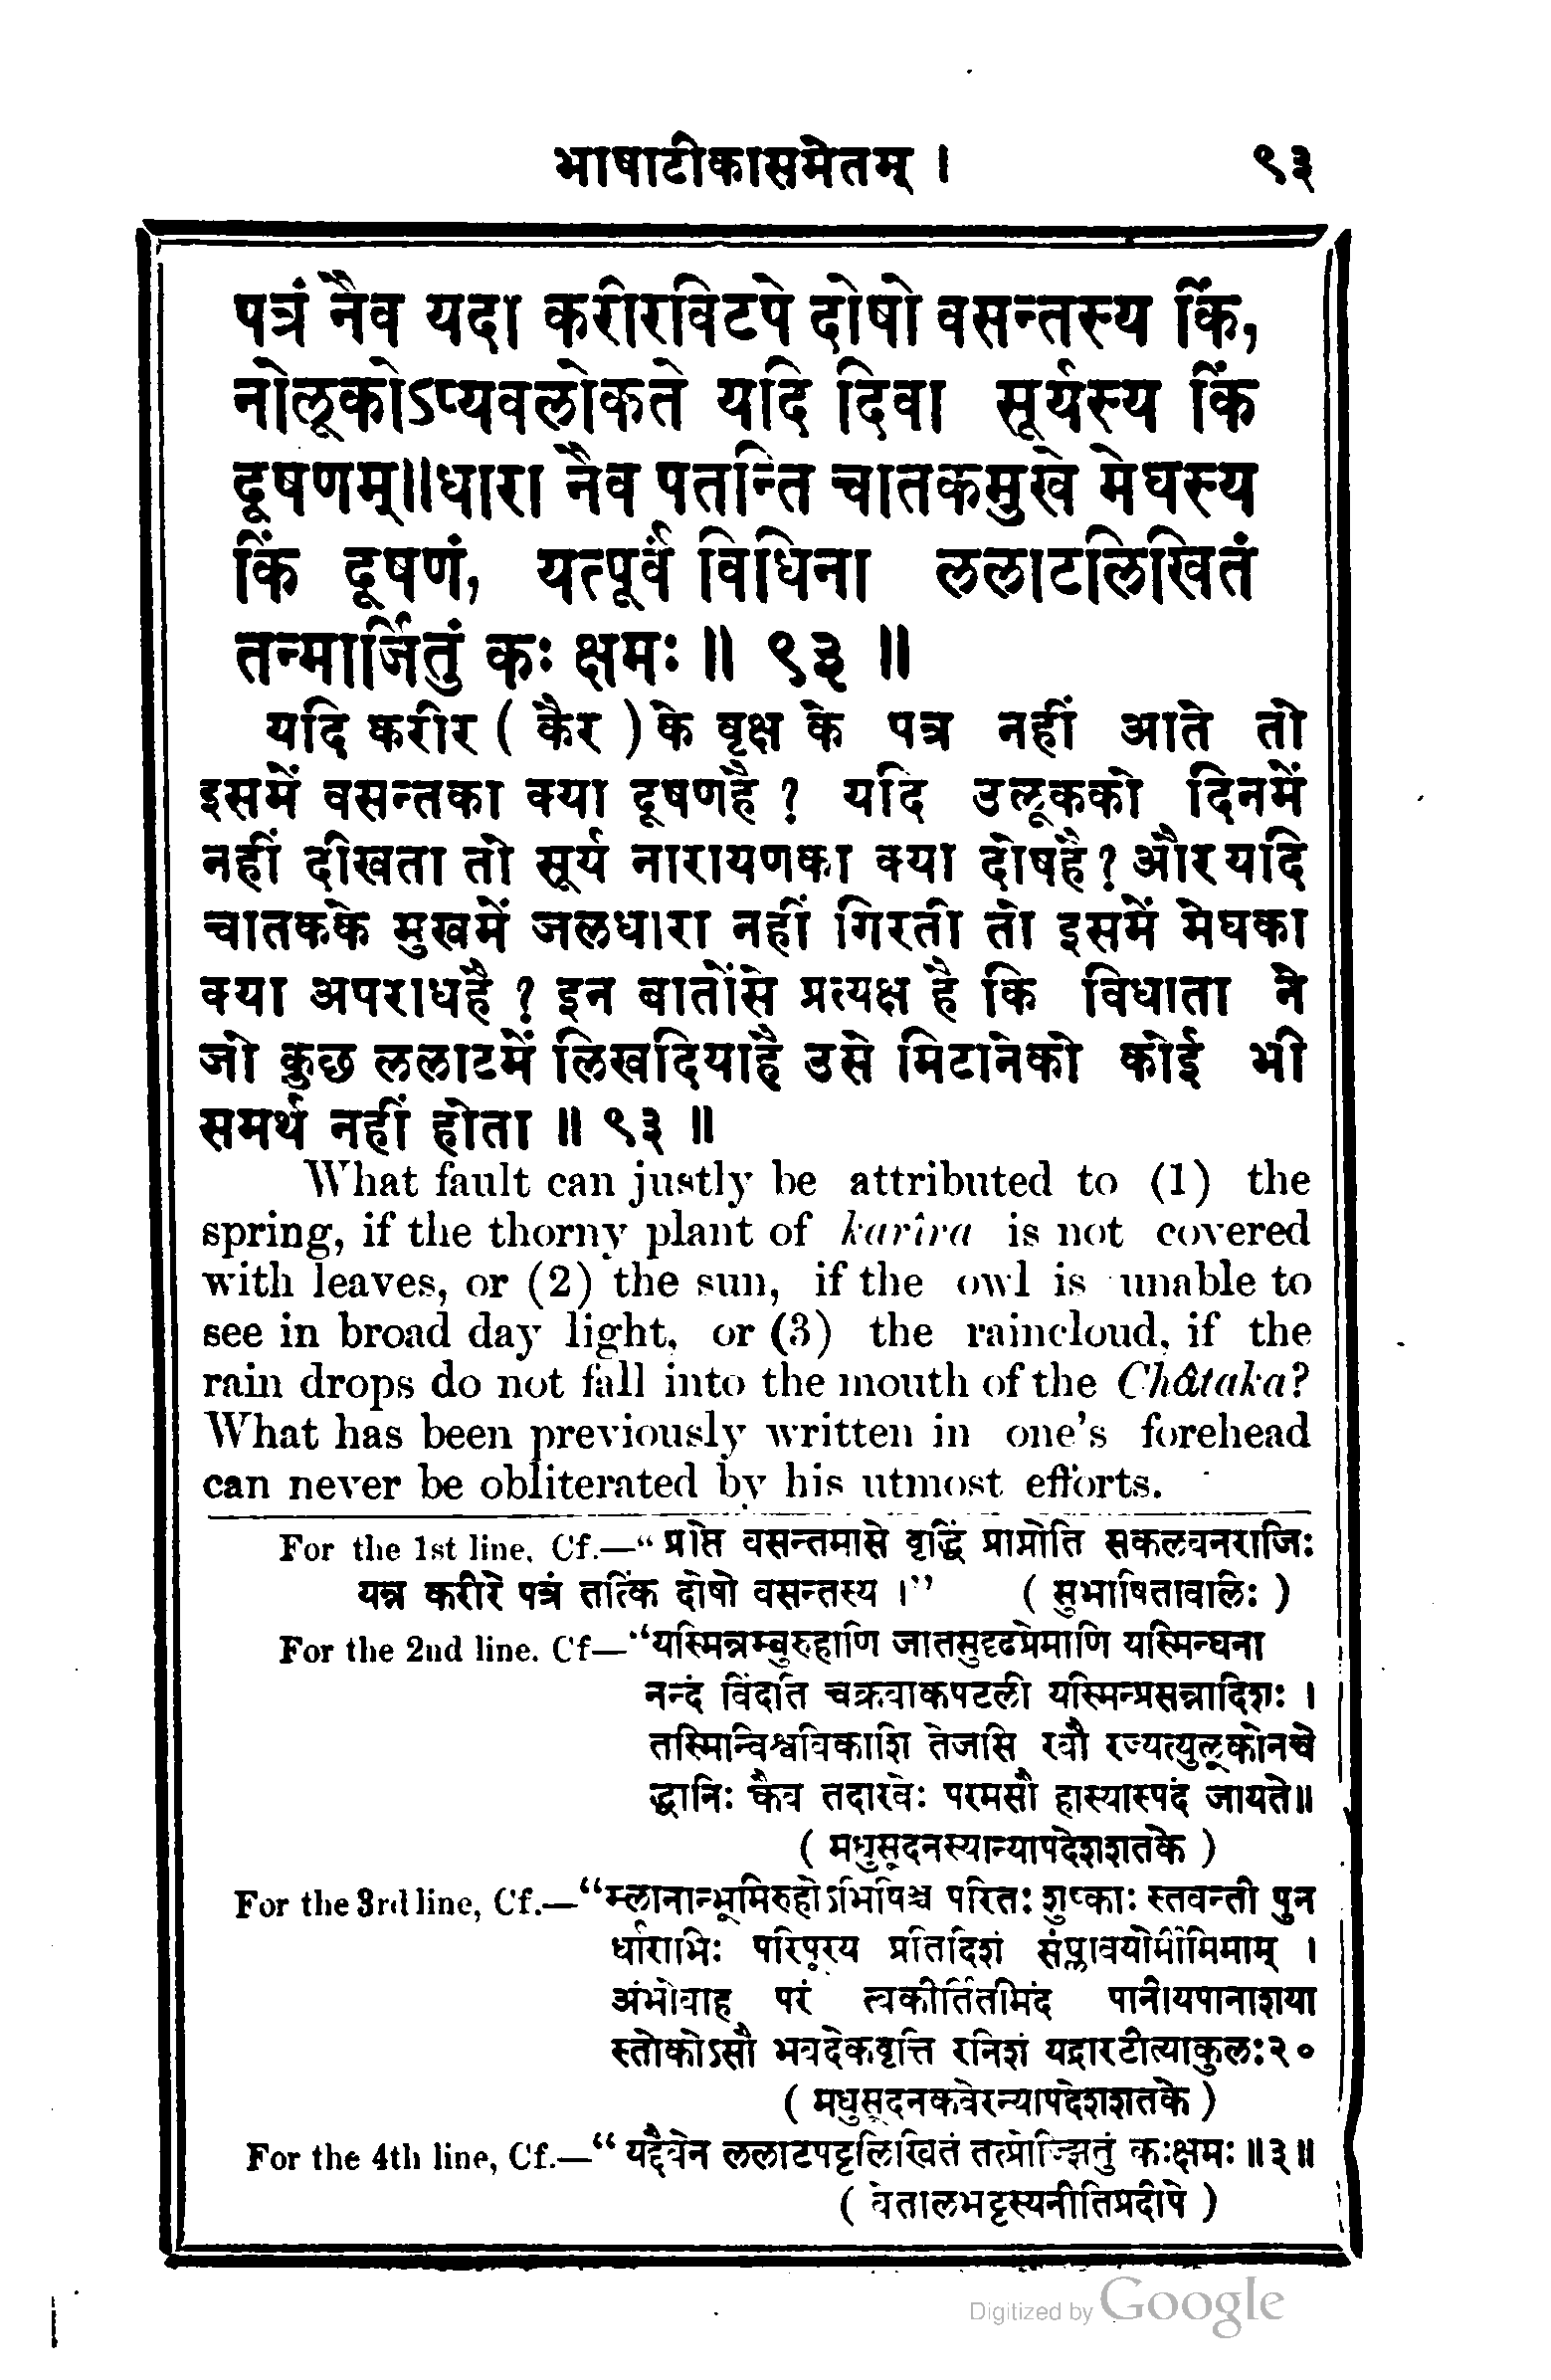 भाषाटीकासमेतम् । ९३
पत्रं नैव यदा करीरविटपे दोषो वसन्तस्य किं,
नोलूकोऽप्यवलोकते यदि दिवा सूर्यस्य किं
दूषणम्॥धारा नैव पतन्ति चातकमुखे मेघस्य
किं दूषणं, यत्पूर्वं विधिना ललाटलिखितं
तन्मार्जितुं कः क्षमः ॥ ९३ ॥
यदि करीर ( कैर ) के वृक्ष के पत्र नहीं आते तो
इसमें वसन्तका क्या दूषणहै ? यदि उलूकको दिनमें
नहीं दीखता तो सूर्य नारायणका क्या दोषहै ? और यदि
चातकके मुखमें जलधारा नहीं गिरती तो इसमें मेघका
क्या अपराधहै ? इन बातोंसे प्रत्यक्ष है कि विधाता ने
जो कुछ ललाटमें लिखदियाहै उसे मिटानेको कोई भी
समर्थ नहीं होता ॥ ९३ ॥
What fault can justly be attributed to (1) the
spring, if the thorny plant of karîra is not covered
with leaves, or (2) the sun, if the owl is unable to
see in broad day light, or (3) the raincloud, if the
rain drops do not fall into the mouth of the Châtaka?
What has been previously written in one's forehead
can never be obliterated by his utmost efforts.
For the 1st line. Cf.—“ प्राप्ते वसन्तमासे वृद्धिं प्राप्नोति सकलवनराजिः
यन्न करीरे पत्रं तत्किं दोषो वसन्तस्य ।” ( सुभाषितावालिः )
For the 2nd line. Cf—“यस्मिन्नम्बुरुहाणि जातसुदृढप्रेमाणि यस्मिन्घना
नन्दं विंदति चक्रवाकपटली यस्मिन्प्रसन्नादिशः ।
तस्मिन्विश्वविकाशि तेजसि रवौ रज्यत्युलूकोनचे
द्धानिः कैव तदारवेः परमसौ हास्यास्पदं जायते॥
( मधुसूदनस्यान्यापदेशशतके )
For the 3rd line, Cf.—“म्लानान्भूमिरुहोऽभिषिञ्च परितः शुष्काः स्तवन्ती पुन
र्धाराभिः परिपूरय प्रतिदिशं संप्लावयोर्मीमिमाम् ।
अंभोवाह परं त्वकीर्तितमिदं पानीयपानाशया
स्तोकोऽसौ भवदेकवृत्ति रनिशं यद्रारटीत्याकुलः२०
( मधुसूदनकवेरन्यापदेशशतके )
For the 4th line, Cf.—“ यद्दैवेन ललाटपट्टलिखितं तत्प्रोज्झितुं कःक्षमः ॥३॥
( वेतालभट्टस्यनीतिप्रदीपे )
Digitized by Google